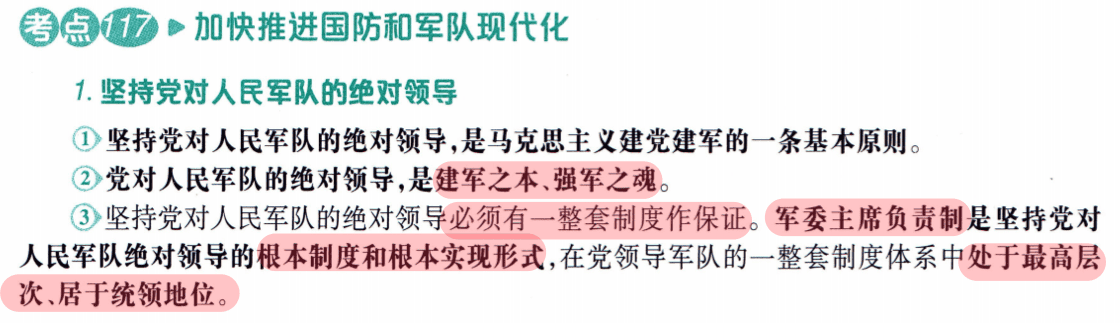 考点117▶加快推进国防和军队现代化
1. 坚持党对人民军队的绝对领导
①坚持党对人民军队的绝对领导,是马克思主义建党建军的一条基本原则。
②党对人民军队的绝对领导,是建军之本、强军之魂。
③坚持党对人民军队的绝对领导必须有一整套制度作保证。军委主席负责制是坚持党对
人民军队绝对领导的根本制度和根本实现形式,在党领导军队的一整套制度体系中处于最高层
次、居于统领地位。